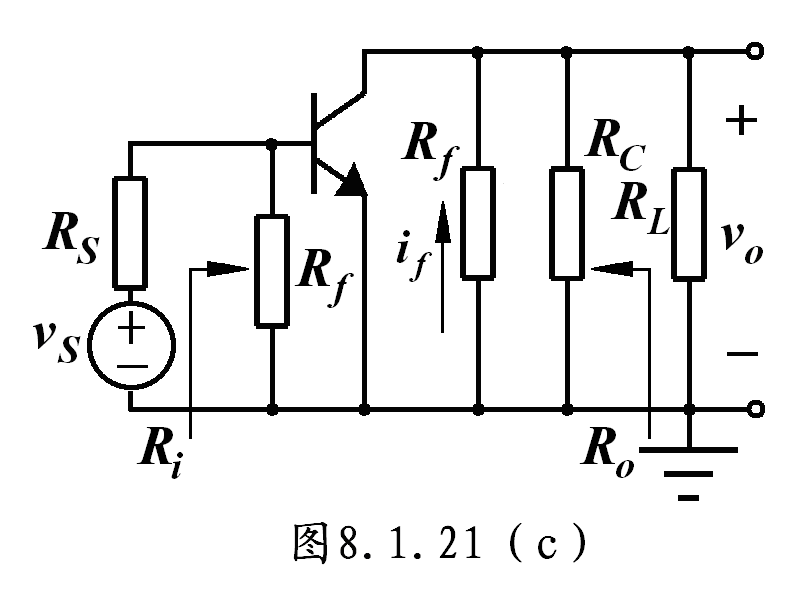 R_f
R_C
R_L
+
R_S
i_f
v_o
R_f
v_S
+
−
−
R_i
R_o
图8.1.21(c)